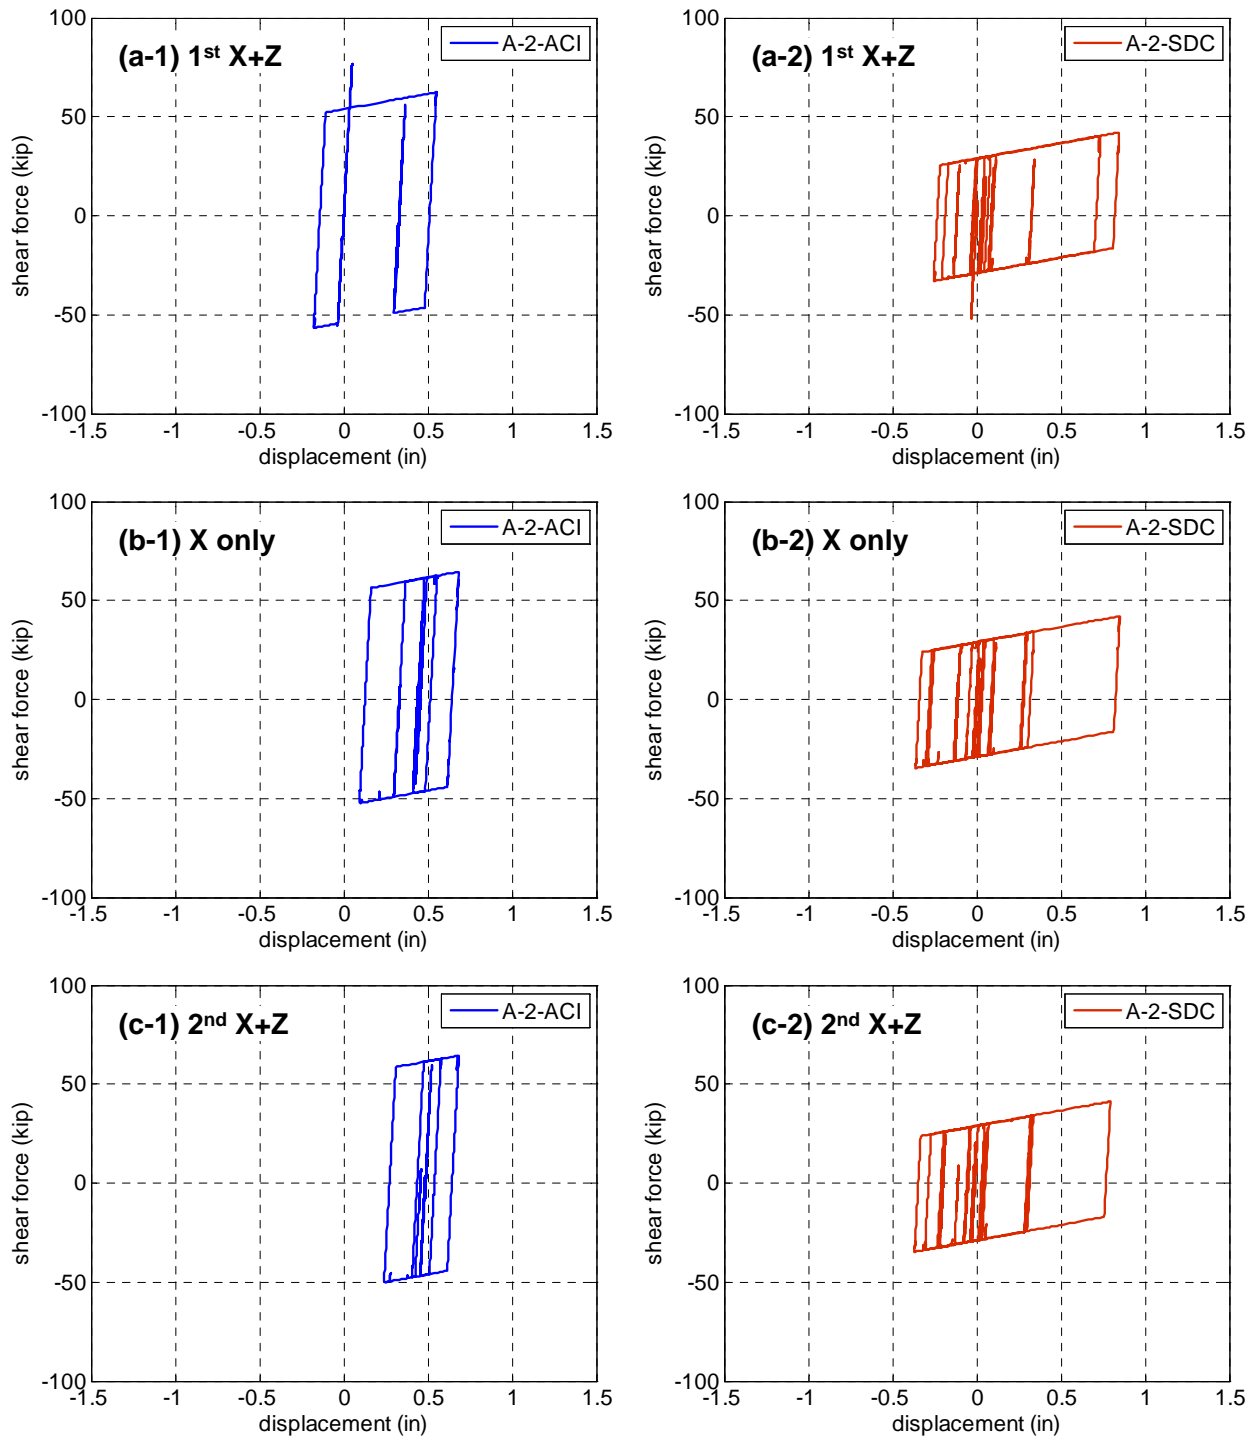 (a-1) 1st X+Z
A-2-ACI
100
50
0
-50
-100
shear force (kip)
-1.5 -1 -0.5 0 0.5 1 1.5
displacement (in)
(a-2) 1st X+Z
A-2-SDC
100
50
0
-50
-100
shear force (kip)
-1.5 -1 -0.5 0 0.5 1 1.5
displacement (in)
(b-1) X only
A-2-ACI
100
50
0
-50
-100
shear force (kip)
-1.5 -1 -0.5 0 0.5 1 1.5
displacement (in)
(b-2) X only
A-2-SDC
100
50
0
-50
-100
shear force (kip)
-1.5 -1 -0.5 0 0.5 1 1.5
displacement (in)
(c-1) 2nd X+Z
A-2-ACI
100
50
0
-50
-100
shear force (kip)
-1.5 -1 -0.5 0 0.5 1 1.5
displacement (in)
(c-2) 2nd X+Z
A-2-SDC
100
50
0
-50
-100
shear force (kip)
-1.5 -1 -0.5 0 0.5 1 1.5
displacement (in)